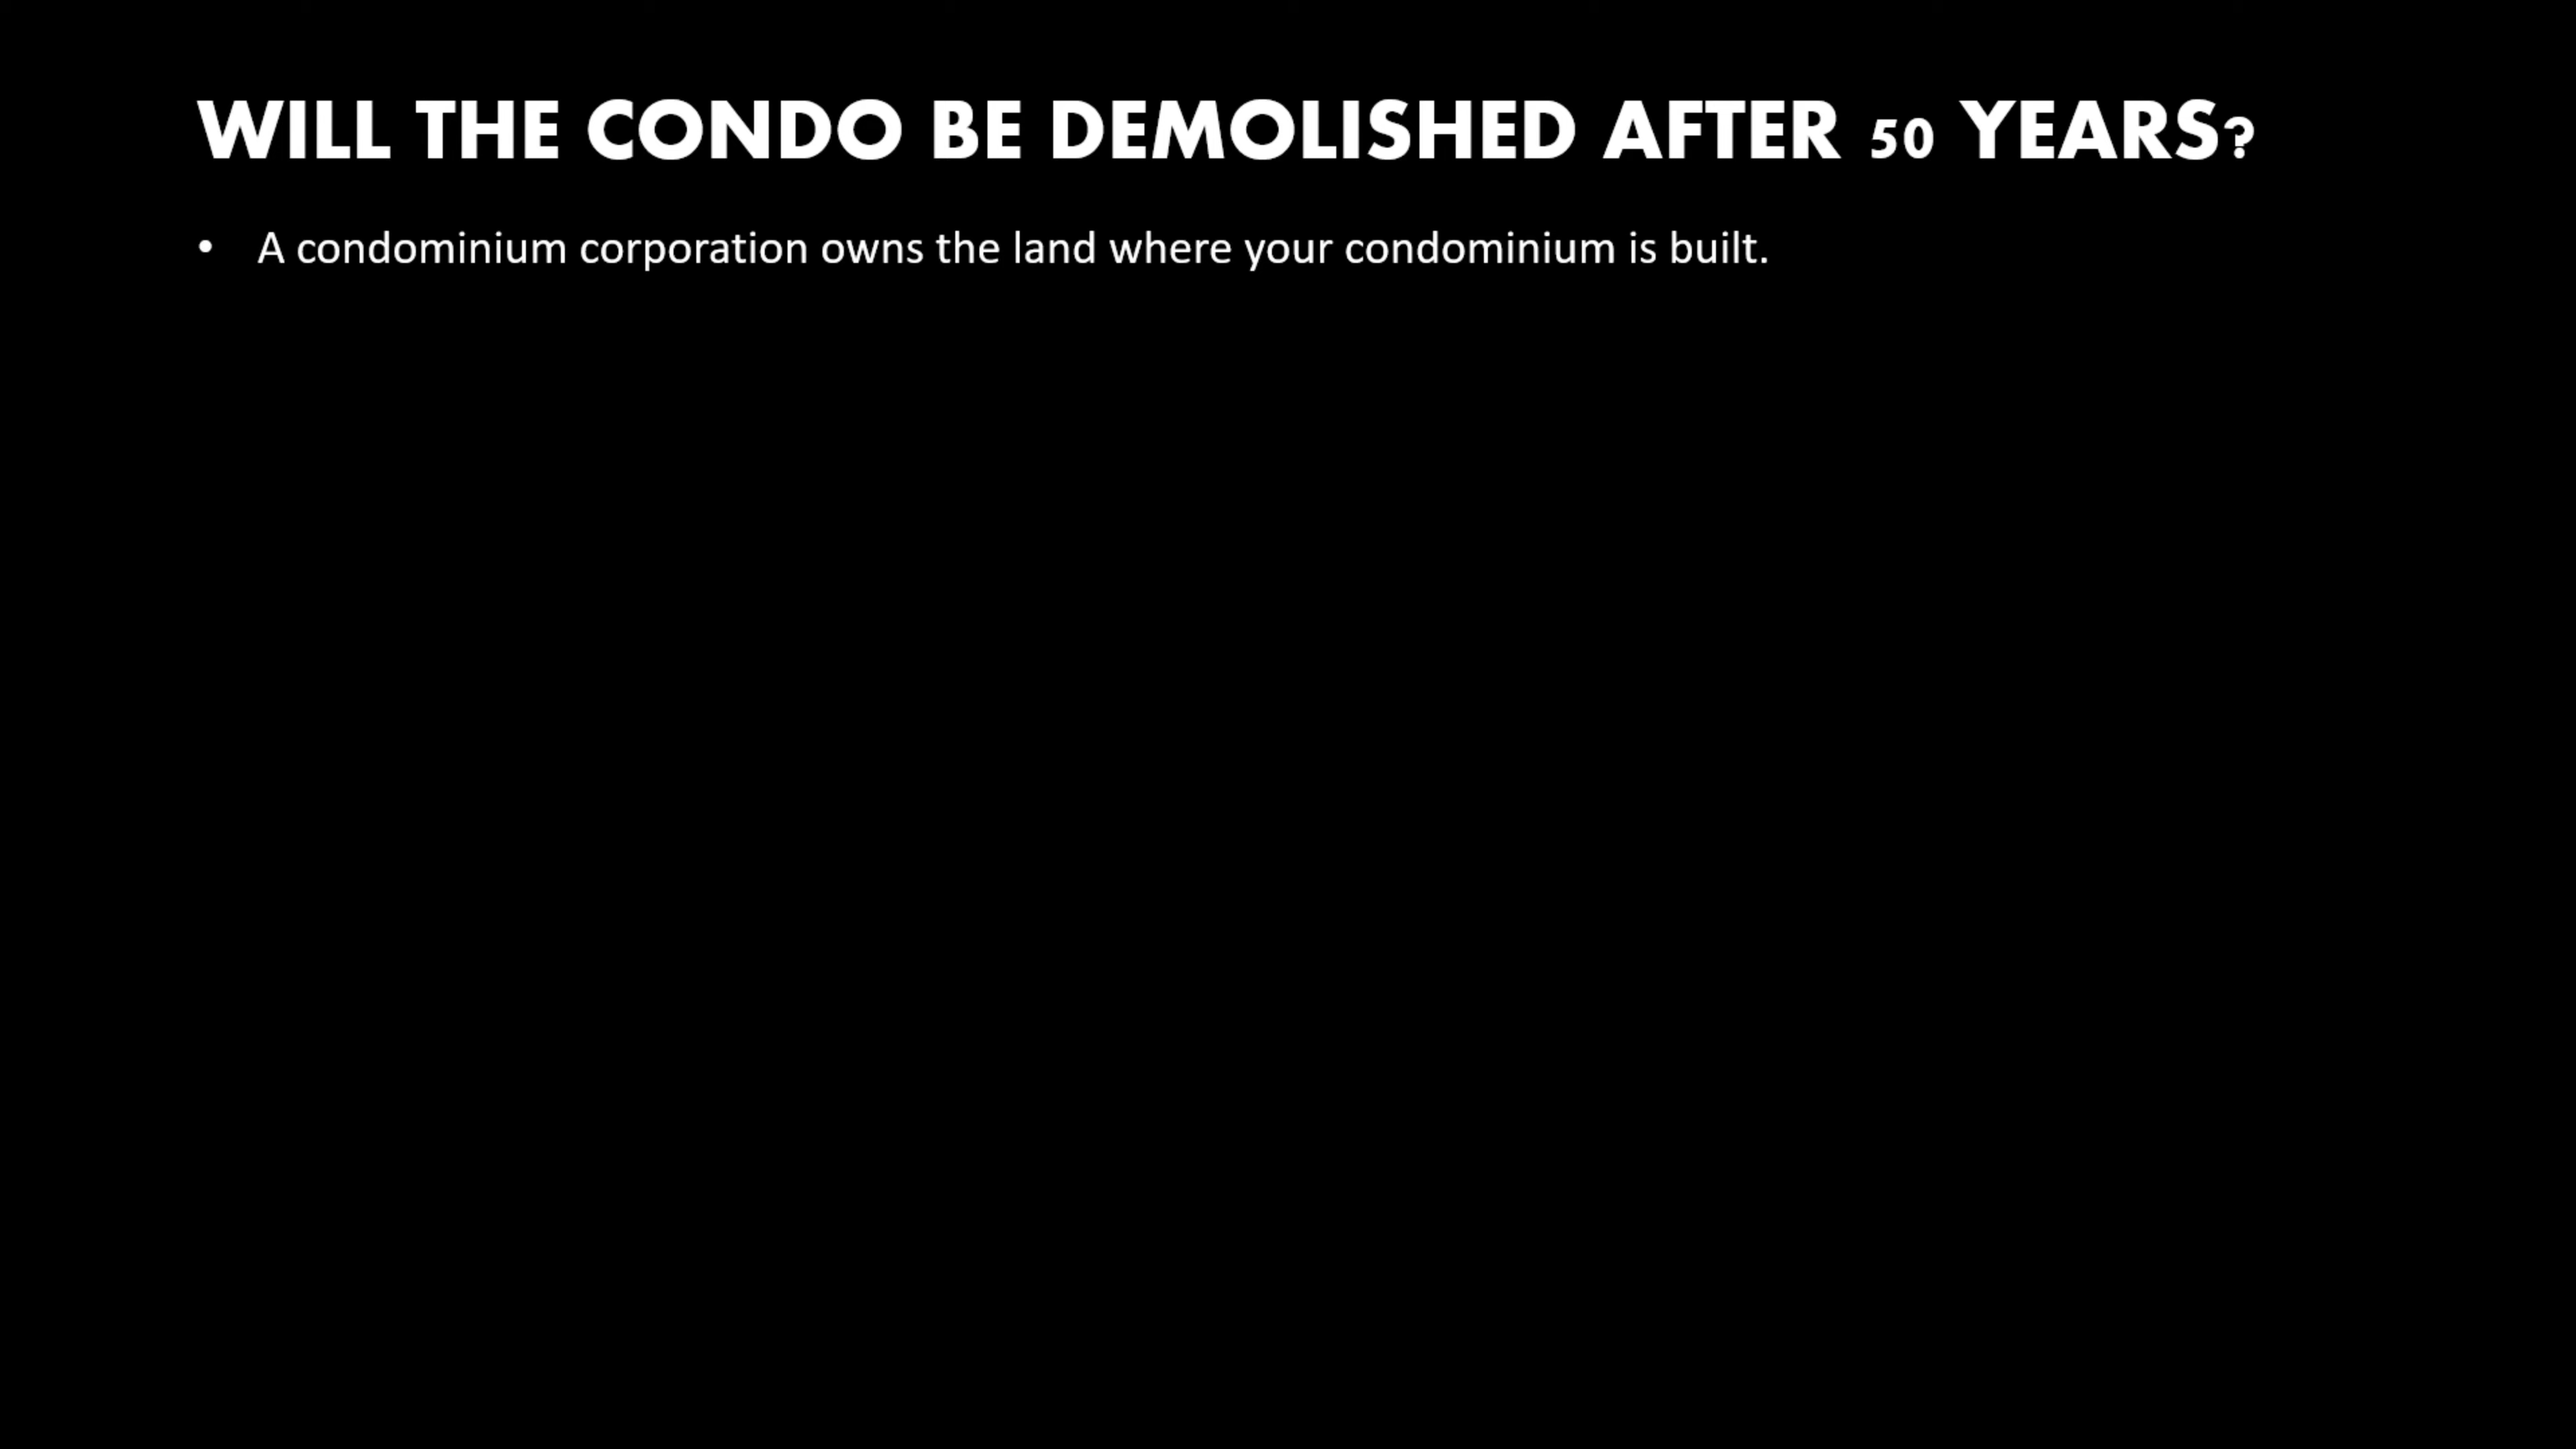 WILL THE CONDO BE DEMOLISHED AFTER 50 YEARS?
• A condominium corporation owns the land where your condominium is built.